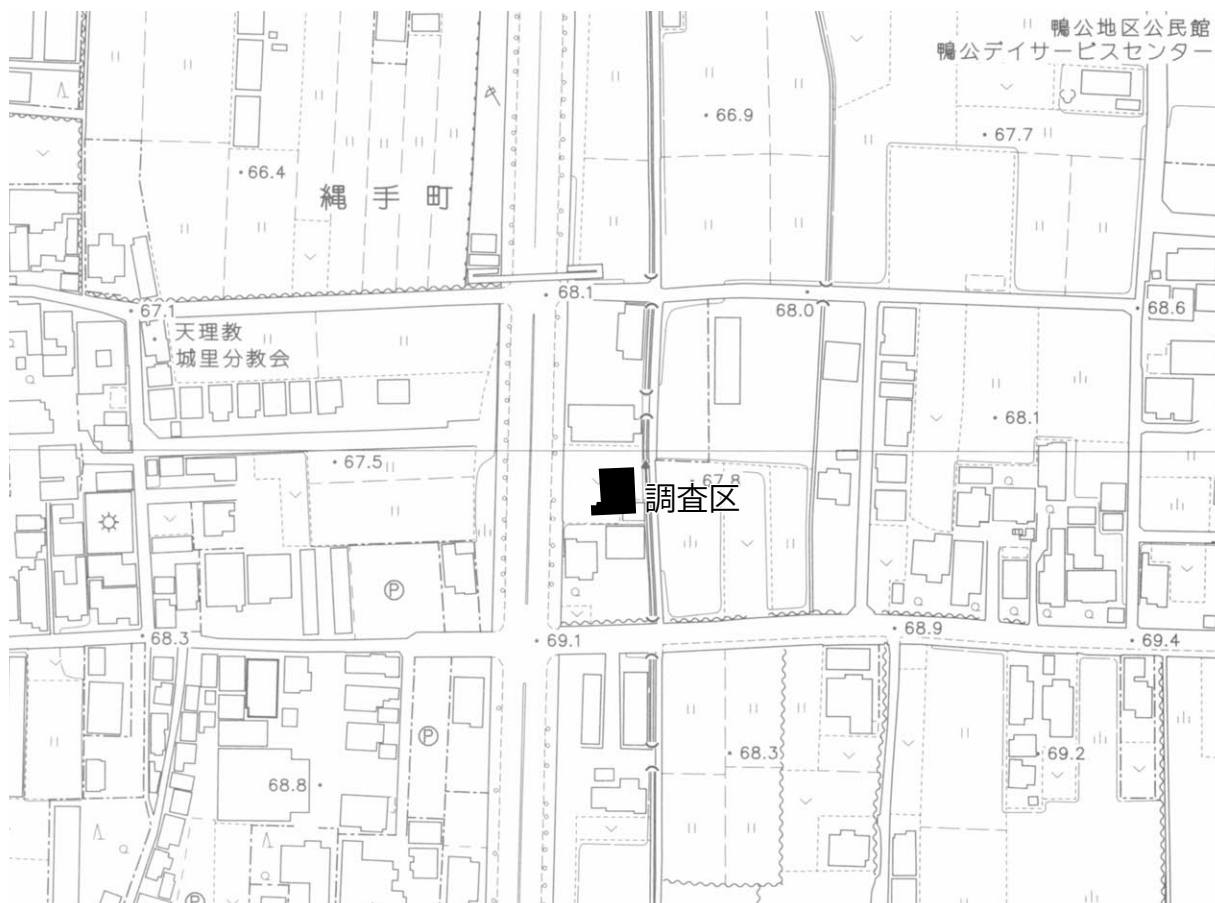 鴨公地区公民館
鴨公デイサービスセンター
66.9
67.7
66.4
縄手町
68.1
67.1
68.0
68.6
天理教
城里分教会
68.1
67.5
67.8
調査区
P
68.3
69.1
68.9
69.4
P
68.3
69.2
68.8
P